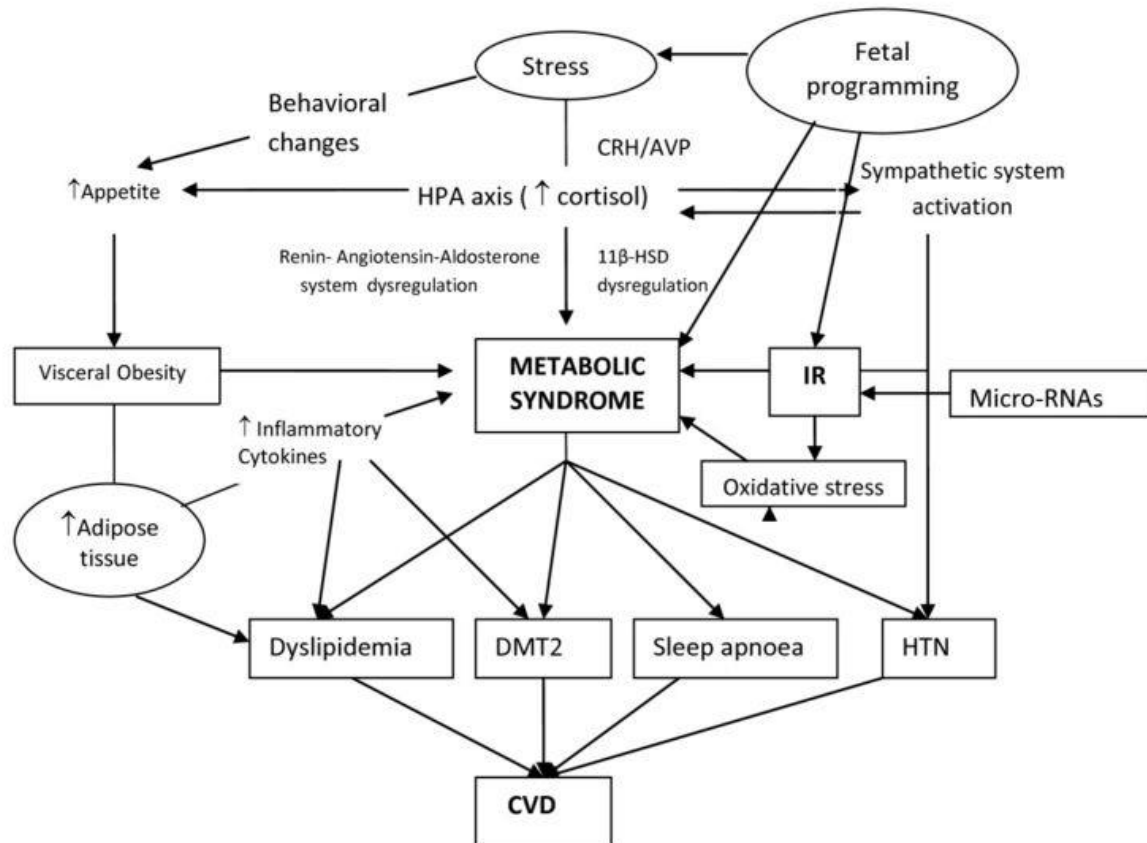 Stress
Fetal
programming
Behavioral
changes
CRH/AVP
↑Appetite
HPA axis ( ↑ cortisol)
Sympathetic system
activation
Renin- Angiotensin-Aldosterone
system dysregulation
11β-HSD
dysregulation
Visceral Obesity
METABOLIC
SYNDROME
IR
Micro-RNAs
↑ Inflammatory
Cytokines
Oxidative stress
↑Adipose
tissue
Dyslipidemia
DMT2
Sleep apnoea
HTN
CVD